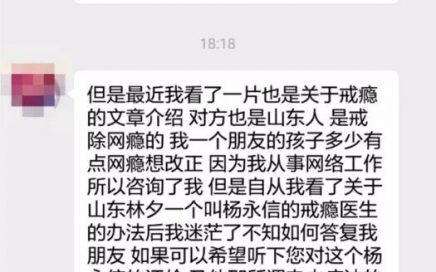 18:18
但是最近我看了一片也是关于戒瘾
的文章介绍 对方也是山东人 是戒
除网瘾的 我一个朋友的孩子多少有
点网瘾想改正 因为我从事网络工作
所以咨询了我 但是自从我看了关于
山东林夕一个叫杨永信的戒瘾医生
的办法后我迷茫了不知如何答复我
朋友 如果可以希望听下您对这个杨